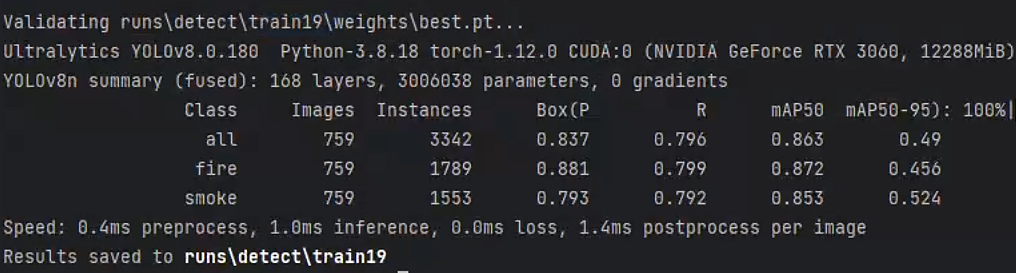 Validating runs\detect\train19\weights\best.pt...
Ultralytics YOLOv8.0.180  Python-3.8.18 torch-1.12.0 CUDA:0 (NVIDIA GeForce RTX 3060, 12288MiB)
YOLOv8n summary (fused): 168 layers, 3006038 parameters, 0 gradients
Class Images Instances Box(P R mAP50 mAP50-95): 100%|
all 759 3342 0.837 0.796 0.863 0.49
fire 759 1789 0.881 0.799 0.872 0.456
smoke 759 1553 0.793 0.792 0.853 0.524
Speed: 0.4ms preprocess, 1.0ms inference, 0.0ms loss, 1.4ms postprocess per image
Results saved to runs\detect\train19